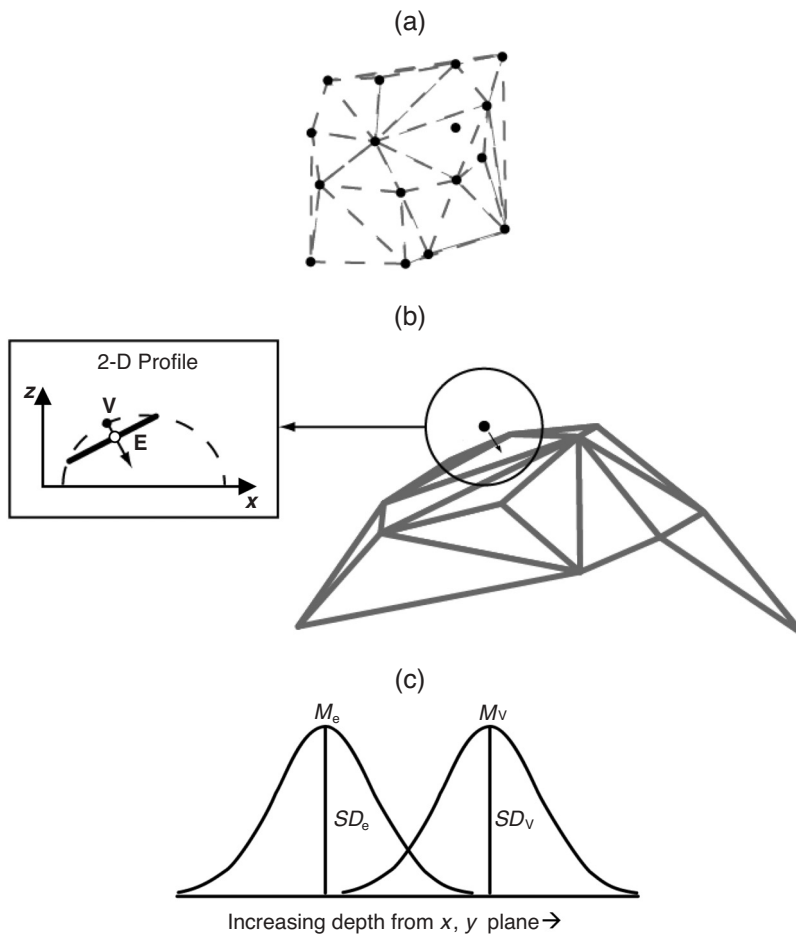 (a)
(b)
2-D Profile
z
V
E
x
(c)
Me
MV
SDe
SDV
Increasing depth from x, y plane→